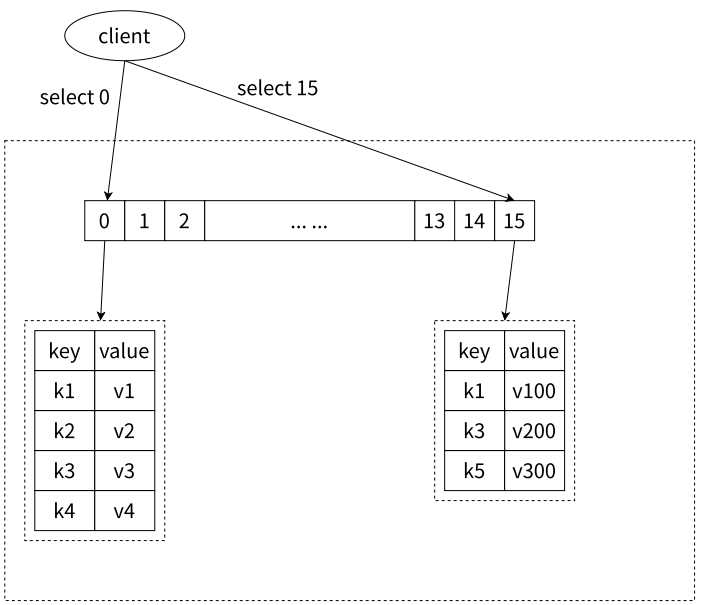 client
select 0
select 15
0 1 2 ... ... 13 14 15
key value
k1 v1
k2 v2
k3 v3
k4 v4
key value
k1 v100
k3 v200
k5 v300